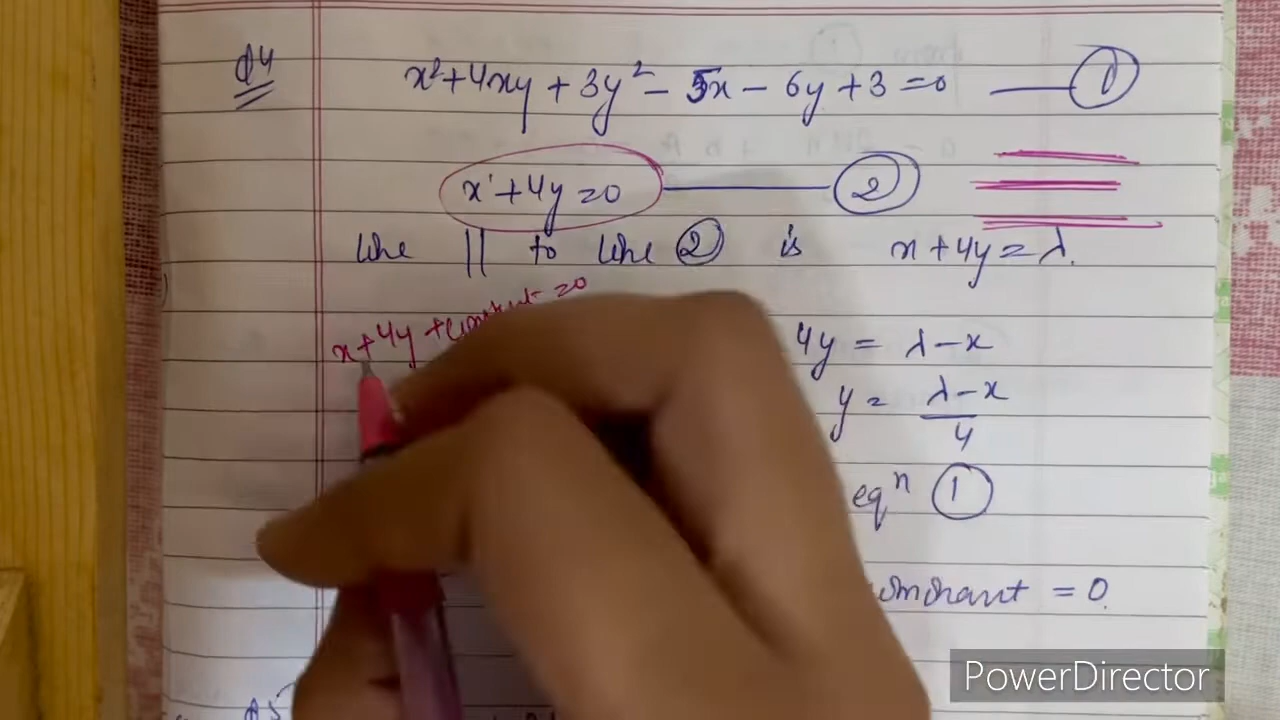 Q4 x²+4xy + 3y² - 5x - 6y +3 =0 ①
x+4y=0 ②
line || to line ② is x+4y=λ.
x+4y + =0
4y = λ-x
y= λ-x/4
eqⁿ ①
= 0.
PowerDirector